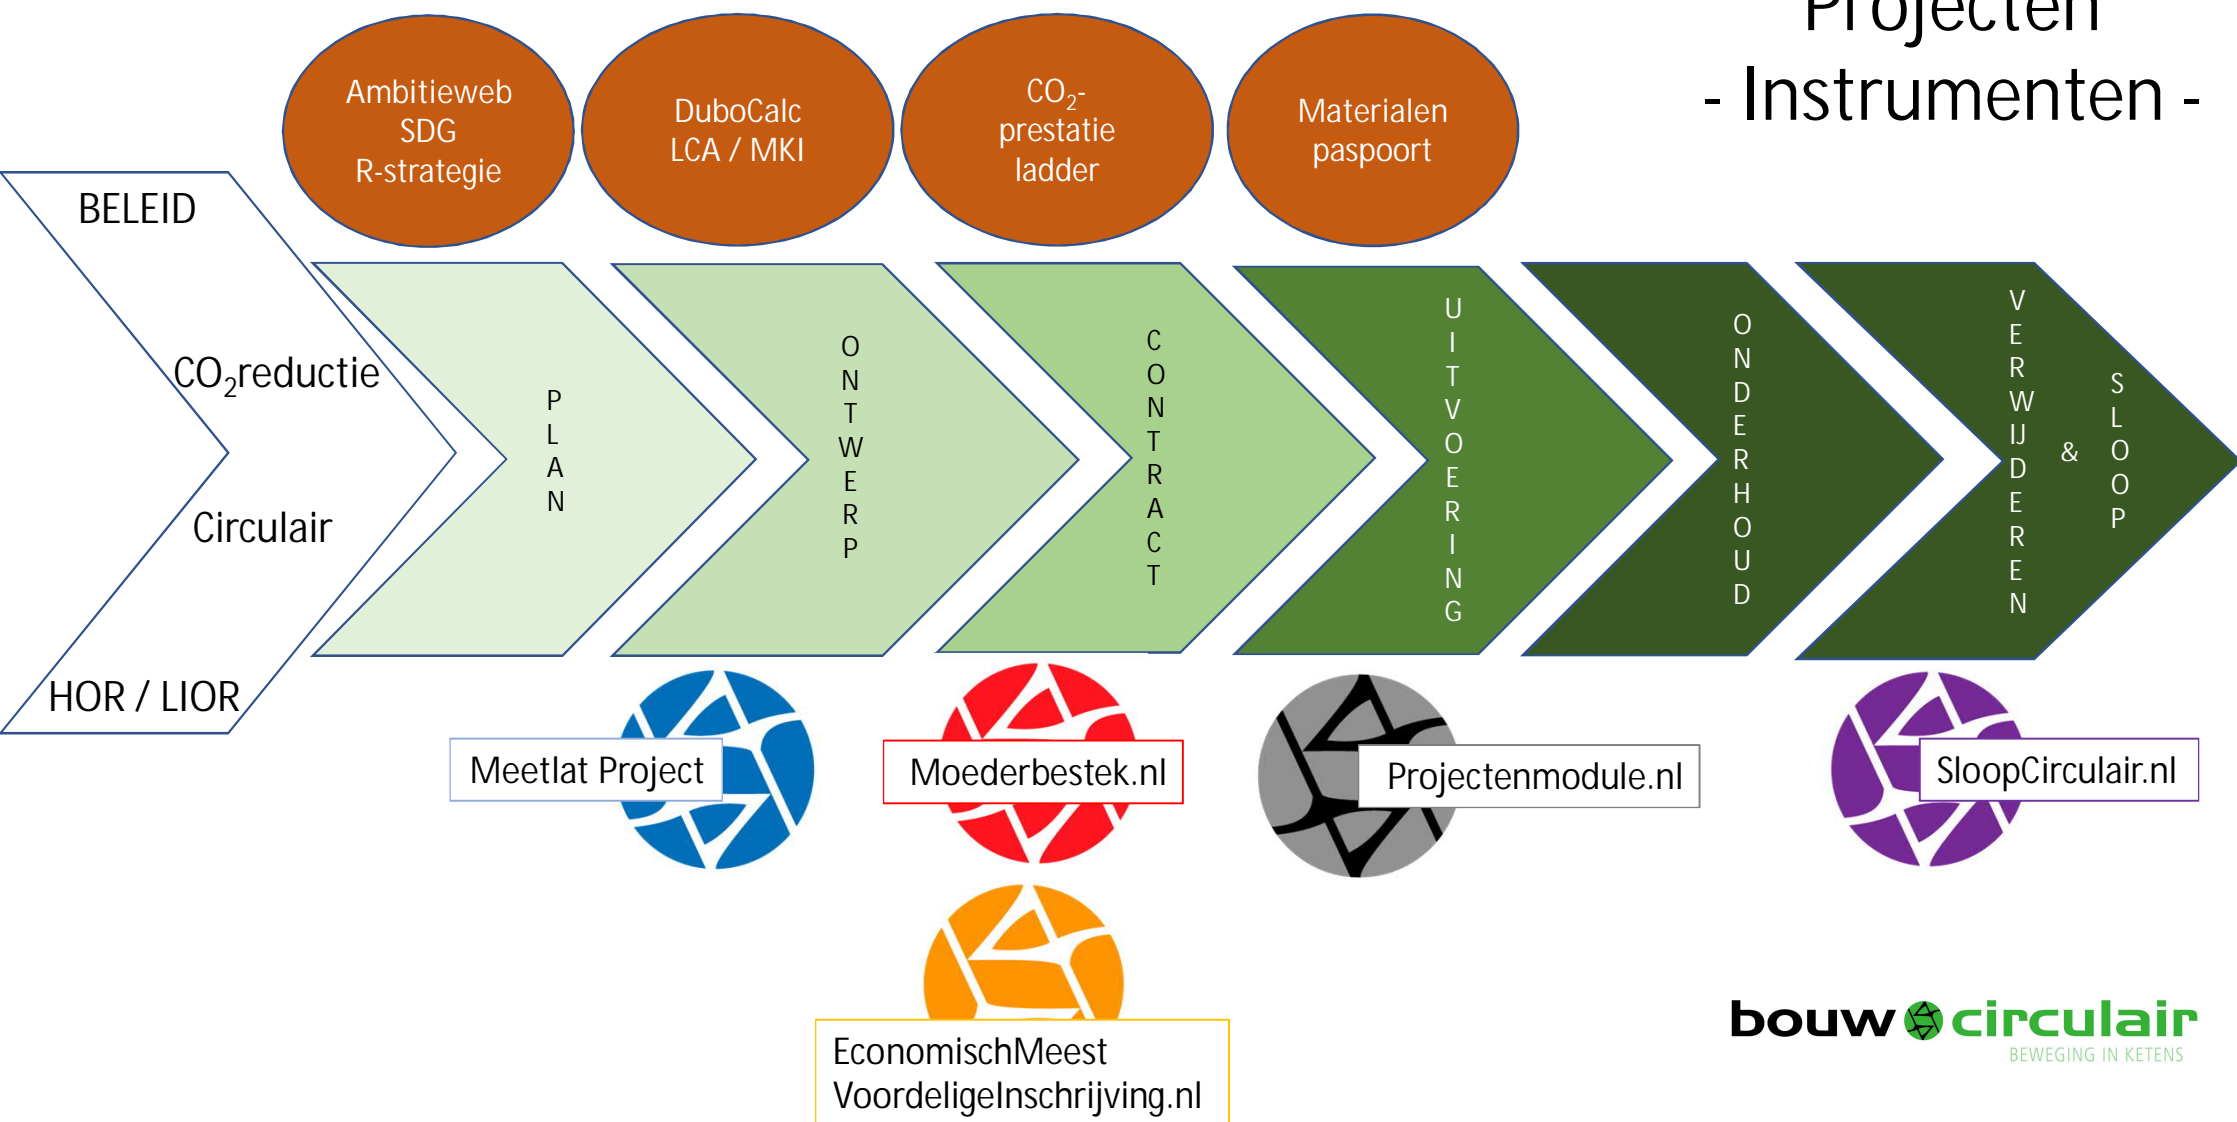 Projecten
- Instrumenten -
Ambitieweb
SDG
R-strategie
DuboCalc
LCA / MKI
CO₂-
prestatie
ladder
Materialen
paspoort
BELEID
CO₂reductie
Circulair
HOR / LIOR
PLAN
ONTWERP
CONTRACT
UITVOERING
ONDERHOUD
VERWIJDEREN
&
SLOOP
Meetlat Project
Moederbestek.nl
Projectenmodule.nl
SloopCirculair.nl
EconomischMeest
VoordeligeInschrijving.nl
bouw circulair
BEWEGING IN KETENS